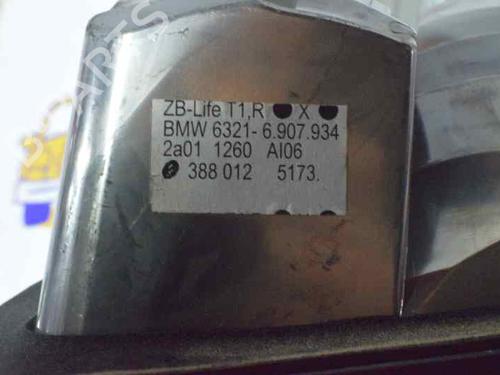 ZB-Life T1,R X
BMW 6321- 6.907.934
2a01 1260 AI06
388 012 5173.